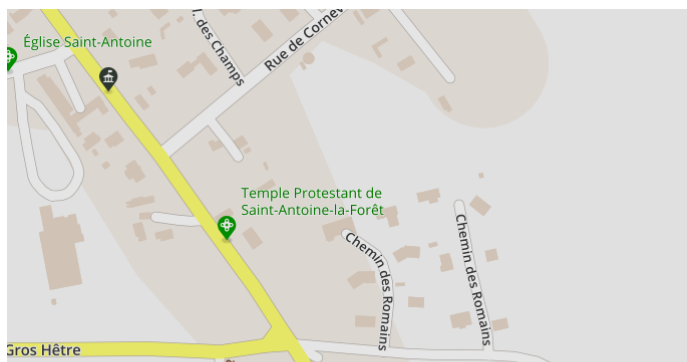 Église Saint-Antoine
des Champs
Rue de Cornev
Temple Protestant de
Saint-Antoine-la-Forêt
Chemin des Romains
Chemin des Romains
Gros Hêtre